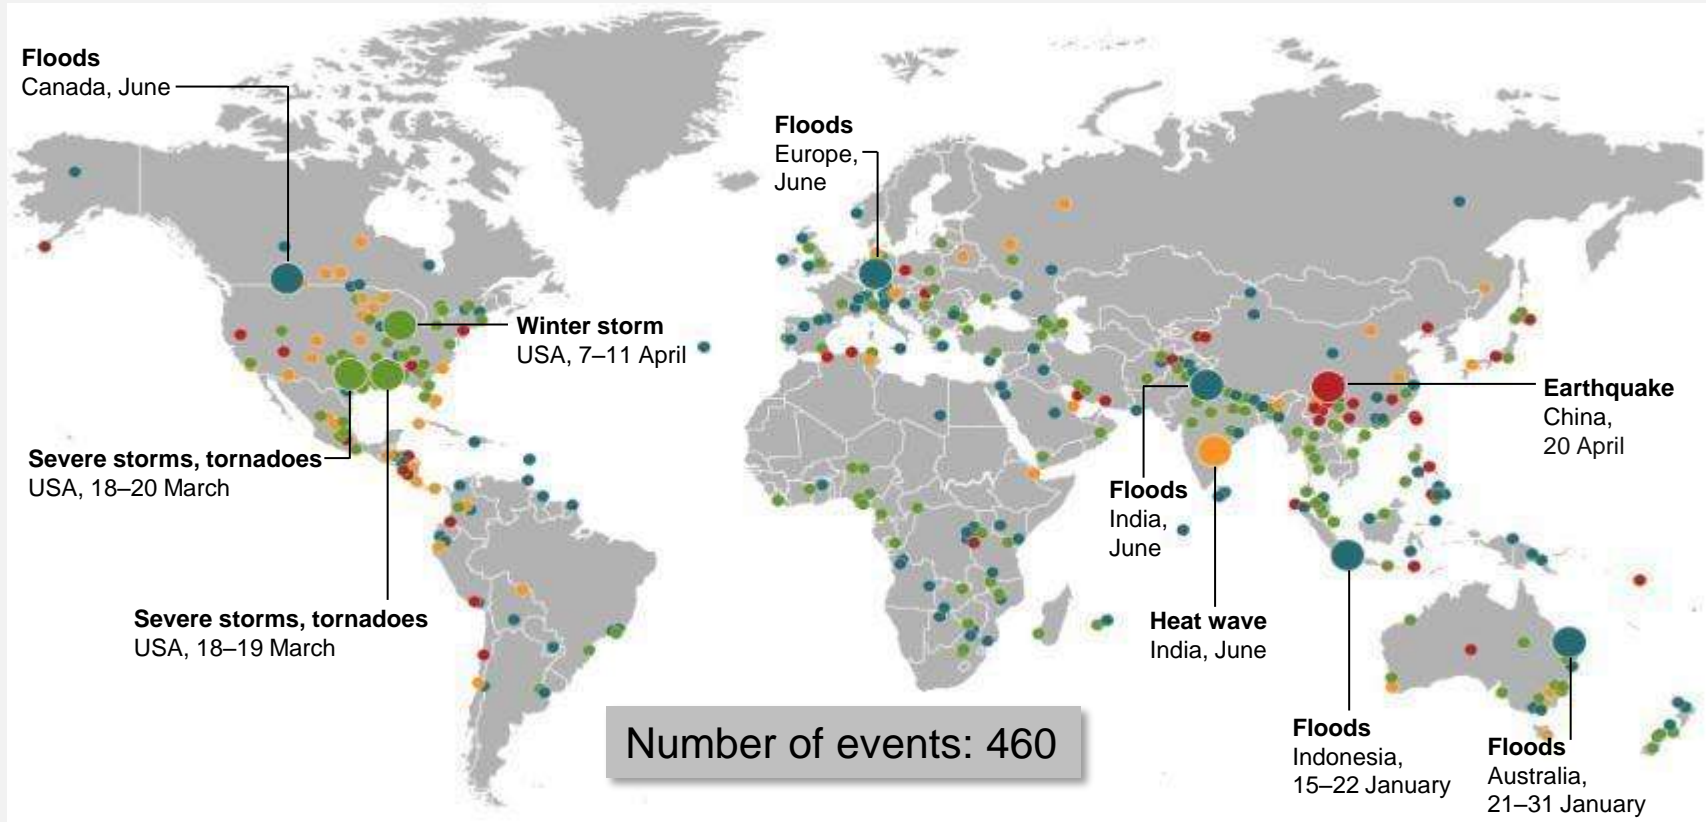 Floods
Canada, June
Floods
Europe,
June
Winter storm
USA, 7–11 April
Earthquake
China,
20 April
Severe storms, tornadoes
USA, 18–20 March
Floods
India,
June
Severe storms, tornadoes
USA, 18–19 March
Heat wave
India, June
Number of events: 460
Floods
Indonesia,
15–22 January
Floods
Australia,
21–31 January